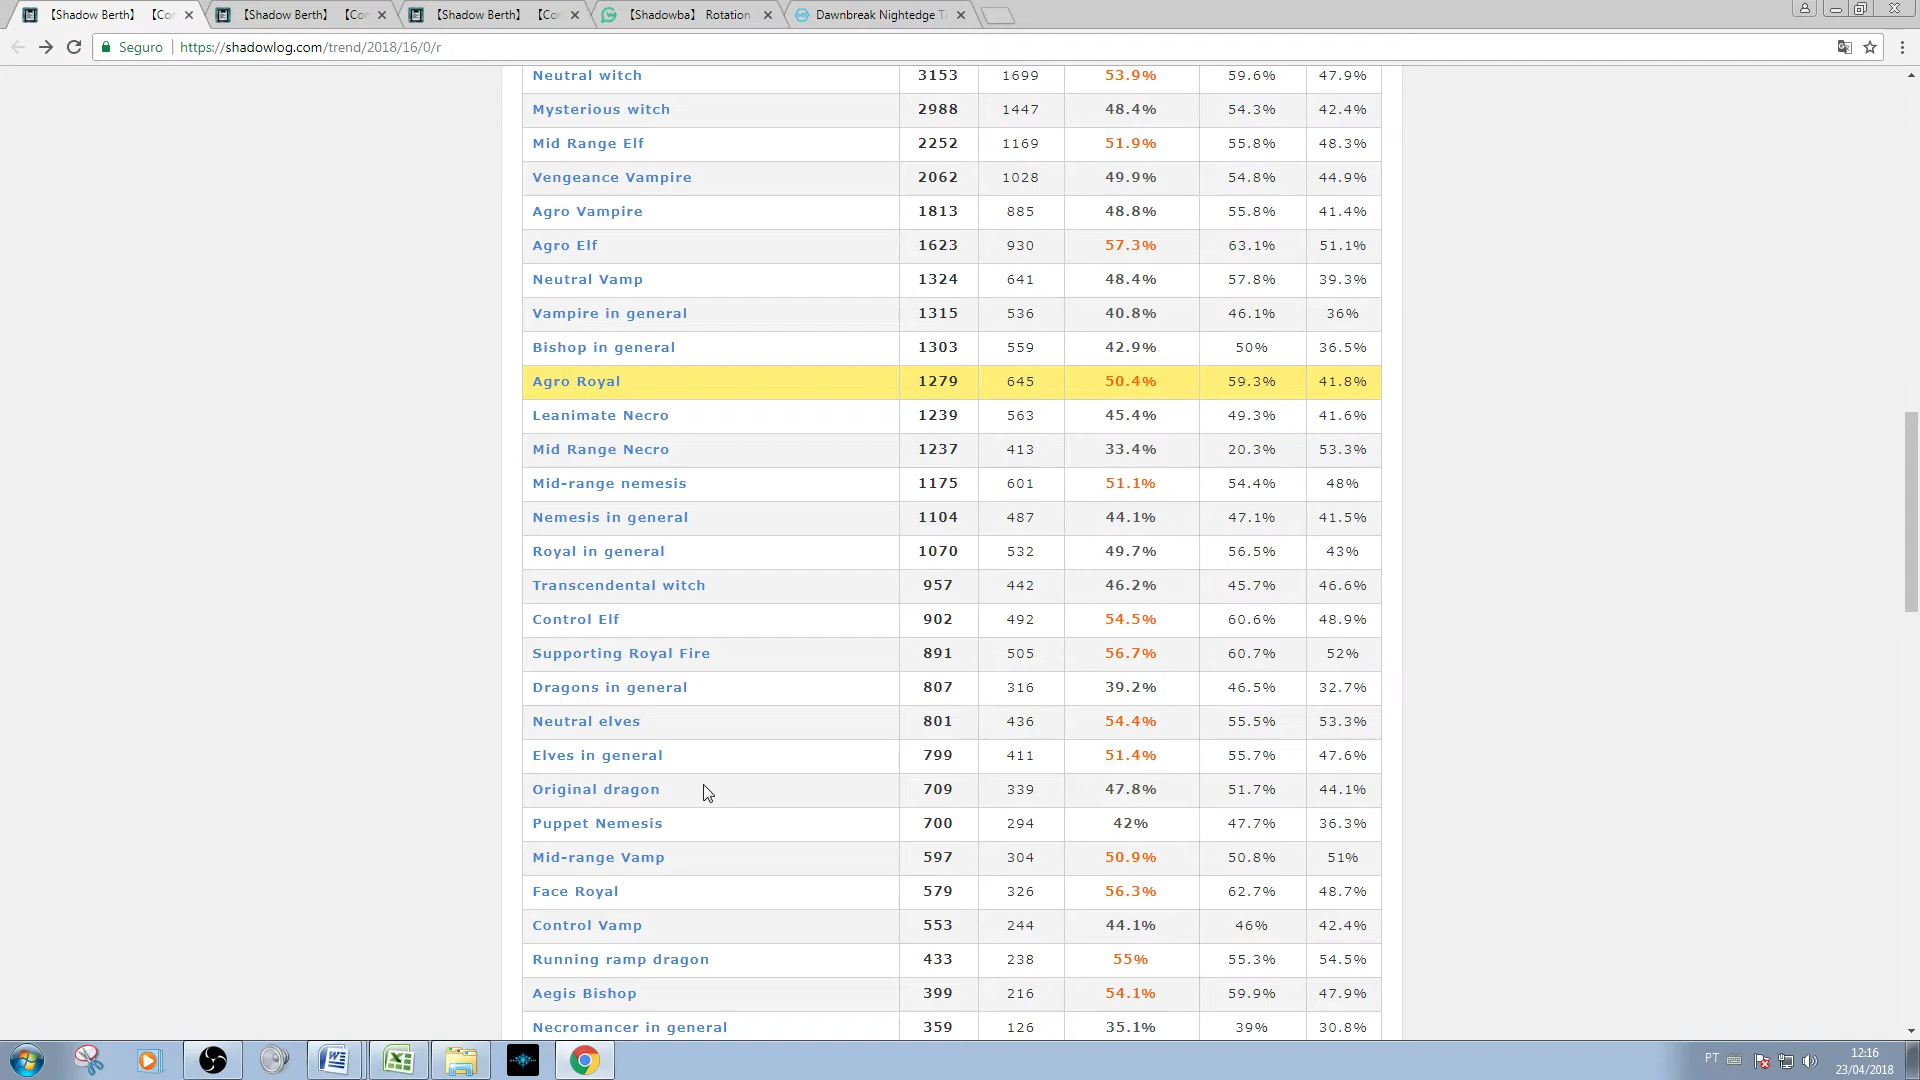 【Shadow Berth】 【Co
【Shadow Berth】 【Co
【Shadow Berth】 【Co
【Shadowba】 Rotation
Dawnbreak Nightedge T
Seguro https://shadowlog.com/trend/2018/16/0/r
Neutral witch 3153 1699 53.9% 59.6% 47.9%
Mysterious witch 2988 1447 48.4% 54.3% 42.4%
Mid Range Elf 2252 1169 51.9% 55.8% 48.3%
Vengeance Vampire 2062 1028 49.9% 54.8% 44.9%
Agro Vampire 1813 885 48.8% 55.8% 41.4%
Agro Elf 1623 930 57.3% 63.1% 51.1%
Neutral Vamp 1324 641 48.4% 57.8% 39.3%
Vampire in general 1315 536 40.8% 46.1% 36%
Bishop in general 1303 559 42.9% 50% 36.5%
Agro Royal 1279 645 50.4% 59.3% 41.8%
Leanimate Necro 1239 563 45.4% 49.3% 41.6%
Mid Range Necro 1237 413 33.4% 20.3% 53.3%
Mid-range nemesis 1175 601 51.1% 54.4% 48%
Nemesis in general 1104 487 44.1% 47.1% 41.5%
Royal in general 1070 532 49.7% 56.5% 43%
Transcendental witch 957 442 46.2% 45.7% 46.6%
Control Elf 902 492 54.5% 60.6% 48.9%
Supporting Royal Fire 891 505 56.7% 60.7% 52%
Dragons in general 807 316 39.2% 46.5% 32.7%
Neutral elves 801 436 54.4% 55.5% 53.3%
Elves in general 799 411 51.4% 55.7% 47.6%
Original dragon 709 339 47.8% 51.7% 44.1%
Puppet Nemesis 700 294 42% 47.7% 36.3%
Mid-range Vamp 597 304 50.9% 50.8% 51%
Face Royal 579 326 56.3% 62.7% 48.7%
Control Vamp 553 244 44.1% 46% 42.4%
Running ramp dragon 433 238 55% 55.3% 54.5%
Aegis Bishop 399 216 54.1% 59.9% 47.9%
Necromancer in general 359 126 35.1% 39% 30.8%
PT 12:16
23/04/2018